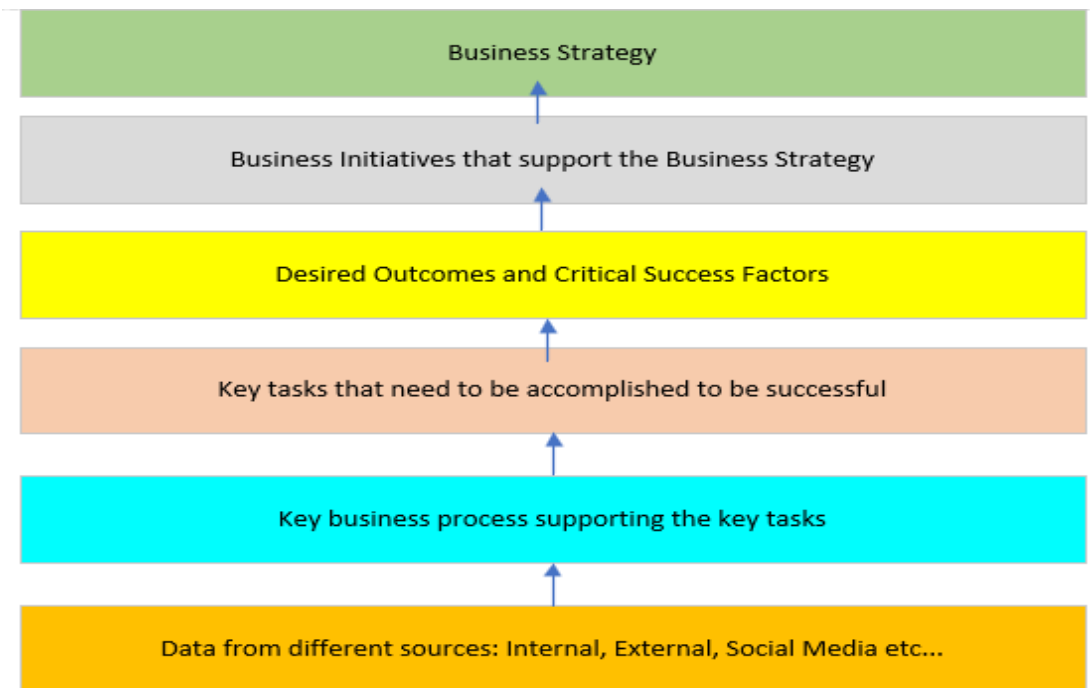 Business Strategy
Business Initiatives that support the Business Strategy
Desired Outcomes and Critical Success Factors
Key tasks that need to be accomplished to be successful
Key business process supporting the key tasks
Data from different sources: Internal, External, Social Media etc...